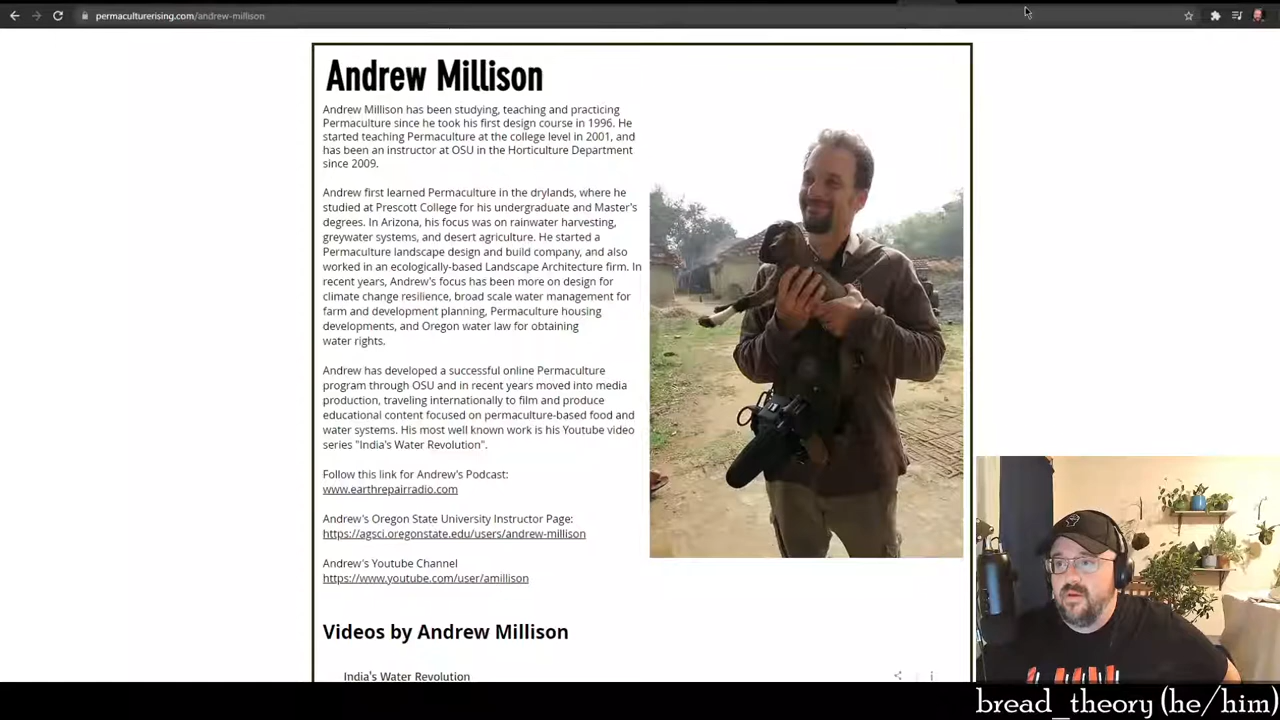 permaculturerising.com/andrew-millison
Andrew Millison
Andrew Millison has been studying, teaching and practicing
Permaculture since he took his first design course in 1996. He
started teaching Permaculture at the college level in 2001, and
has been an instructor at OSU in the Horticulture Department
since 2009.
Andrew first learned Permaculture in the drylands, where he
studied at Prescott College for his undergraduate and Master's
degrees. In Arizona, his focus was on rainwater harvesting,
greywater systems, and desert agriculture. He started a
Permaculture landscape design and build company, and also
worked in an ecologically-based Landscape Architecture firm. In
recent years, Andrew's focus has been more on design for
climate change resilience, broad scale water management for
farm and development planning, Permaculture housing
developments, and Oregon water law for obtaining
water rights.
Andrew has developed a successful online Permaculture
program through OSU and in recent years moved into media
production, traveling internationally to film and produce
educational content focused on permaculture-based food and
water systems. His most well known work is his Youtube video
series "India's Water Revolution".
Follow this link for Andrew's Podcast:
www.earthrepairradio.com
Andrew's Oregon State University Instructor Page:
https://agsci.oregonstate.edu/users/andrew-millison
Andrew's Youtube Channel
https://www.youtube.com/user/amillison
Videos by Andrew Millison
India's Water Revolution
bread_theory (he/him)